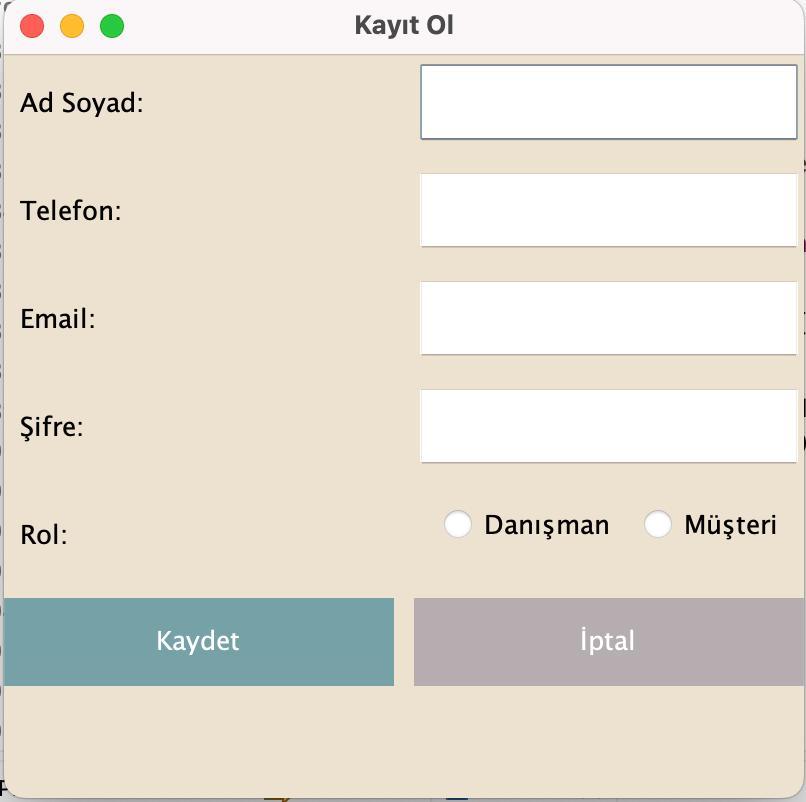 Kayıt Ol
Ad Soyad:
Telefon:
Email:
Şifre:
Rol:
Danışman
Müşteri
Kaydet
İptal